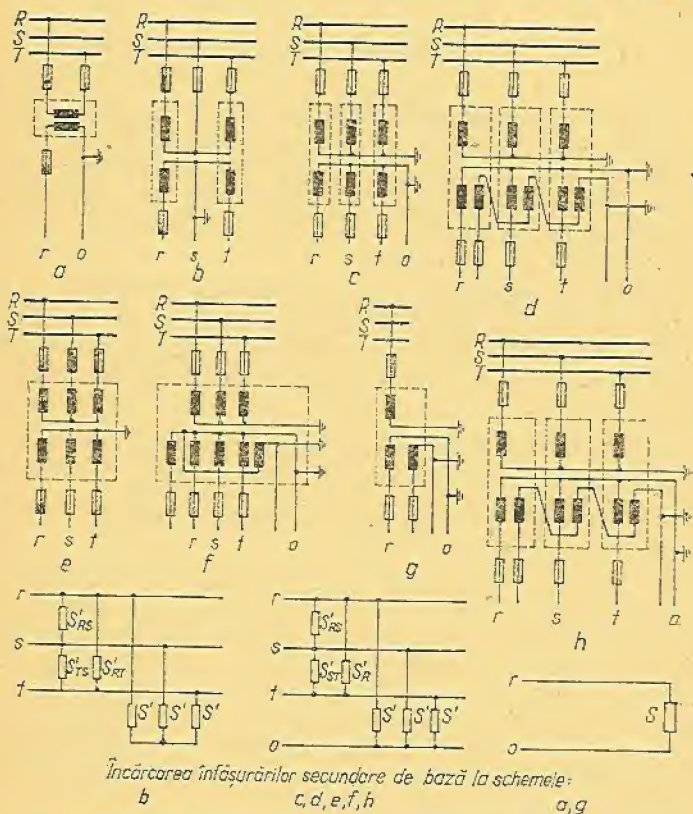 R R R R
S S S S
T T T T
r o r s t r s t o r s t o
a b c d
R R R R
S S S S
T T T T
r s t r s t o r o r s t a
e f g h
r r
S'RS S'RS r
s s
S'TS S'RT S'ST S'R S
t t
S' S' S' S' S' S'
o o
Încărcarea înfășurărilor secundare de bază la schemele:
b c, d, e, f, h a, g